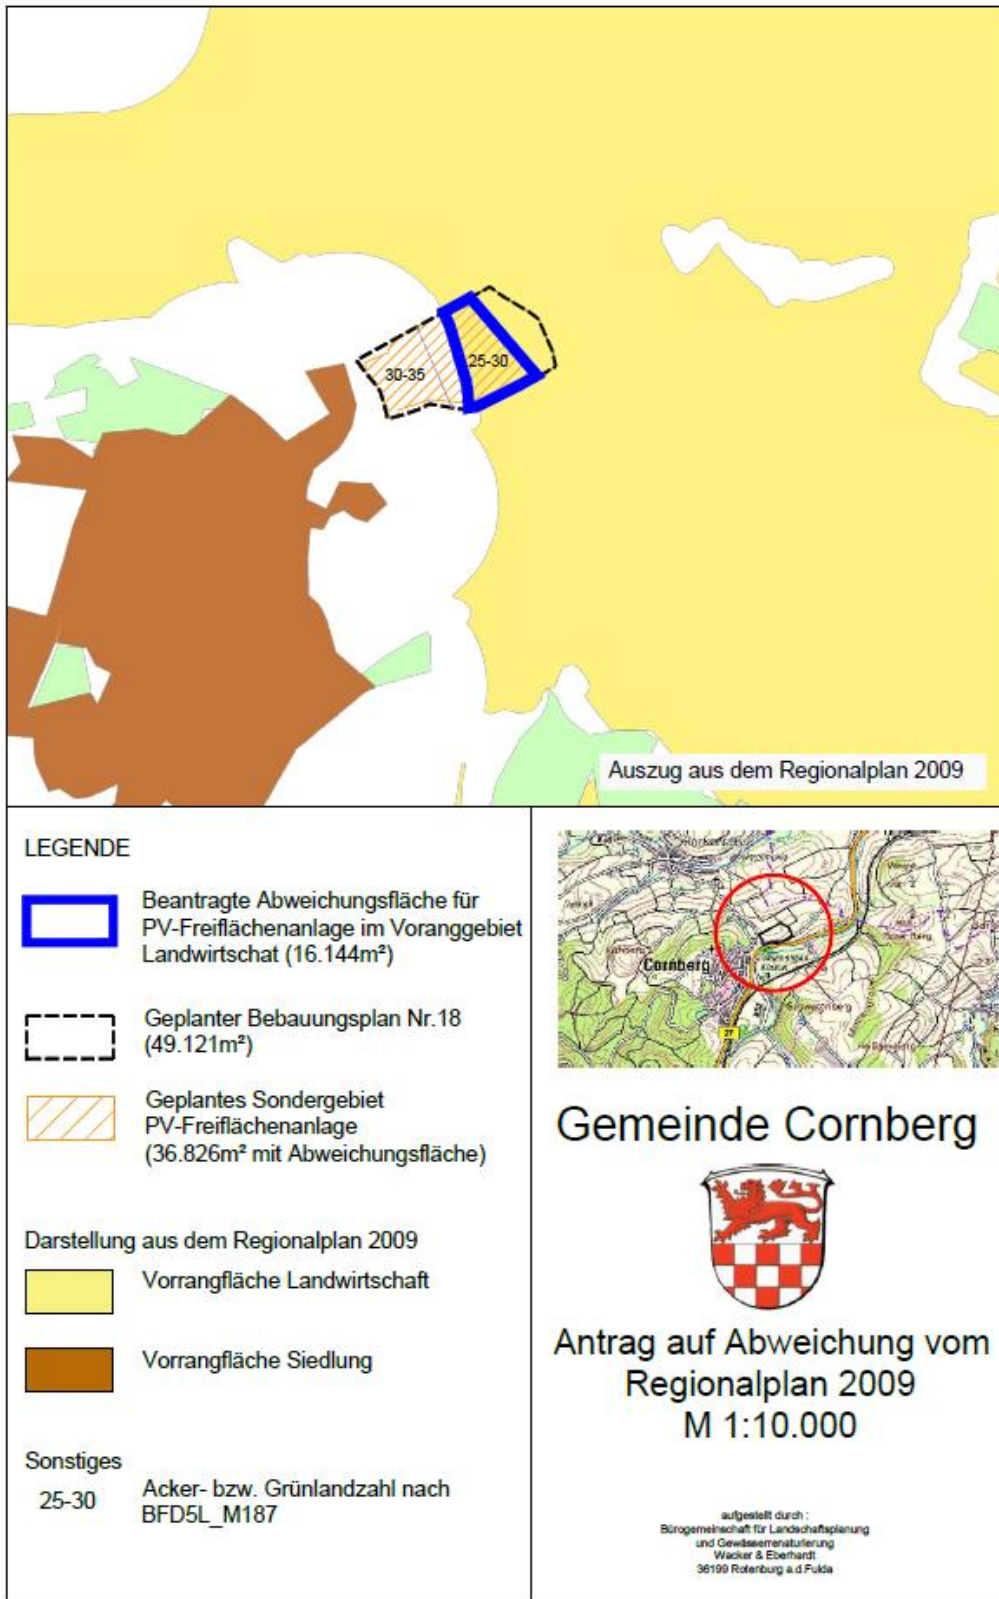 30-35
25-30
Auszug aus dem Regionalplan 2009
LEGENDE
Beantragte Abweichungsfläche für
PV-Freiflächenanlage im Voranggebiet
Landwirtschat (16.144m²)
Geplanter Bebauungsplan Nr.18
(49.121m²)
Geplantes Sondergebiet
PV-Freiflächenanlage
(36.826m² mit Abweichungsfläche)
Darstellung aus dem Regionalplan 2009
Vorrangfläche Landwirtschaft
Vorrangfläche Siedlung
Sonstiges
25-30
Acker- bzw. Grünlandzahl nach
BFD5L_M187
Cornberg
27
Gemeinde Cornberg
Antrag auf Abweichung vom
Regionalplan 2009
M 1:10.000
aufgestellt durch :
Bürogemeinschaft für Landschaftsplanung
und Gewässerrenaturierung
Wacker & Eberhardt
36199 Rotenburg a.d.Fulda